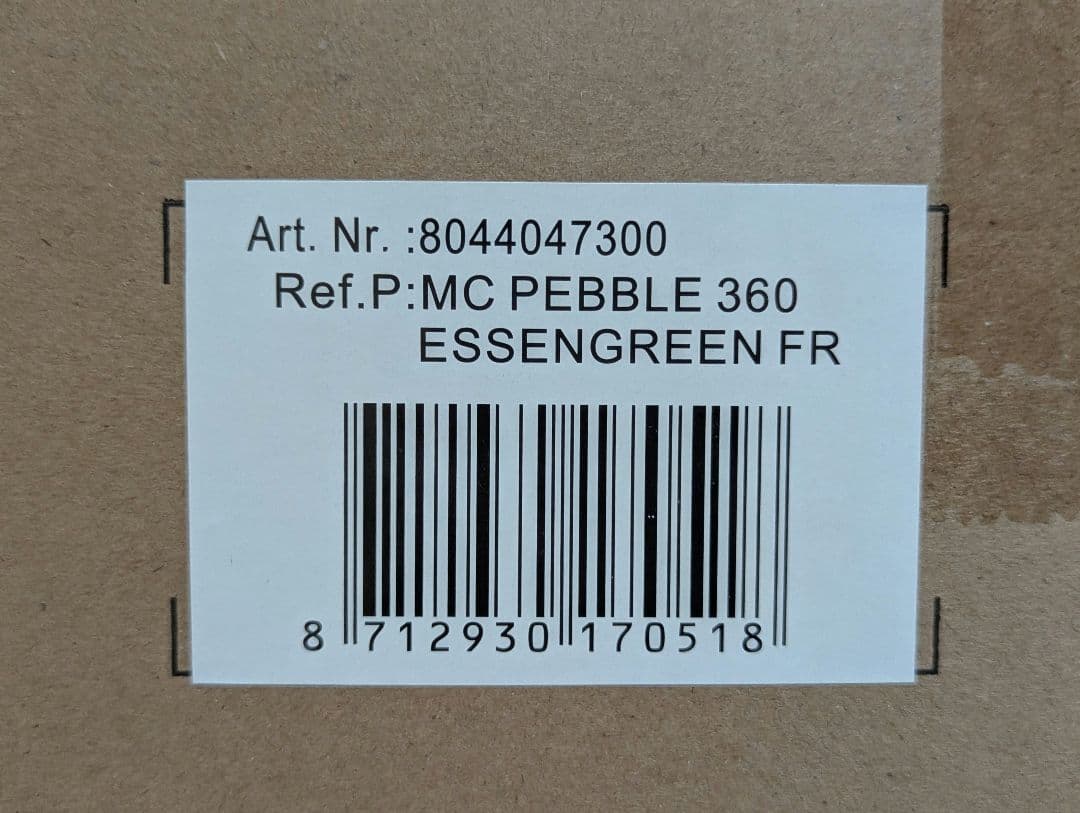 Art. Nr. :8044047300
Ref.P:MC PEBBLE 360
ESSENGREEN FR
8 712930 170518